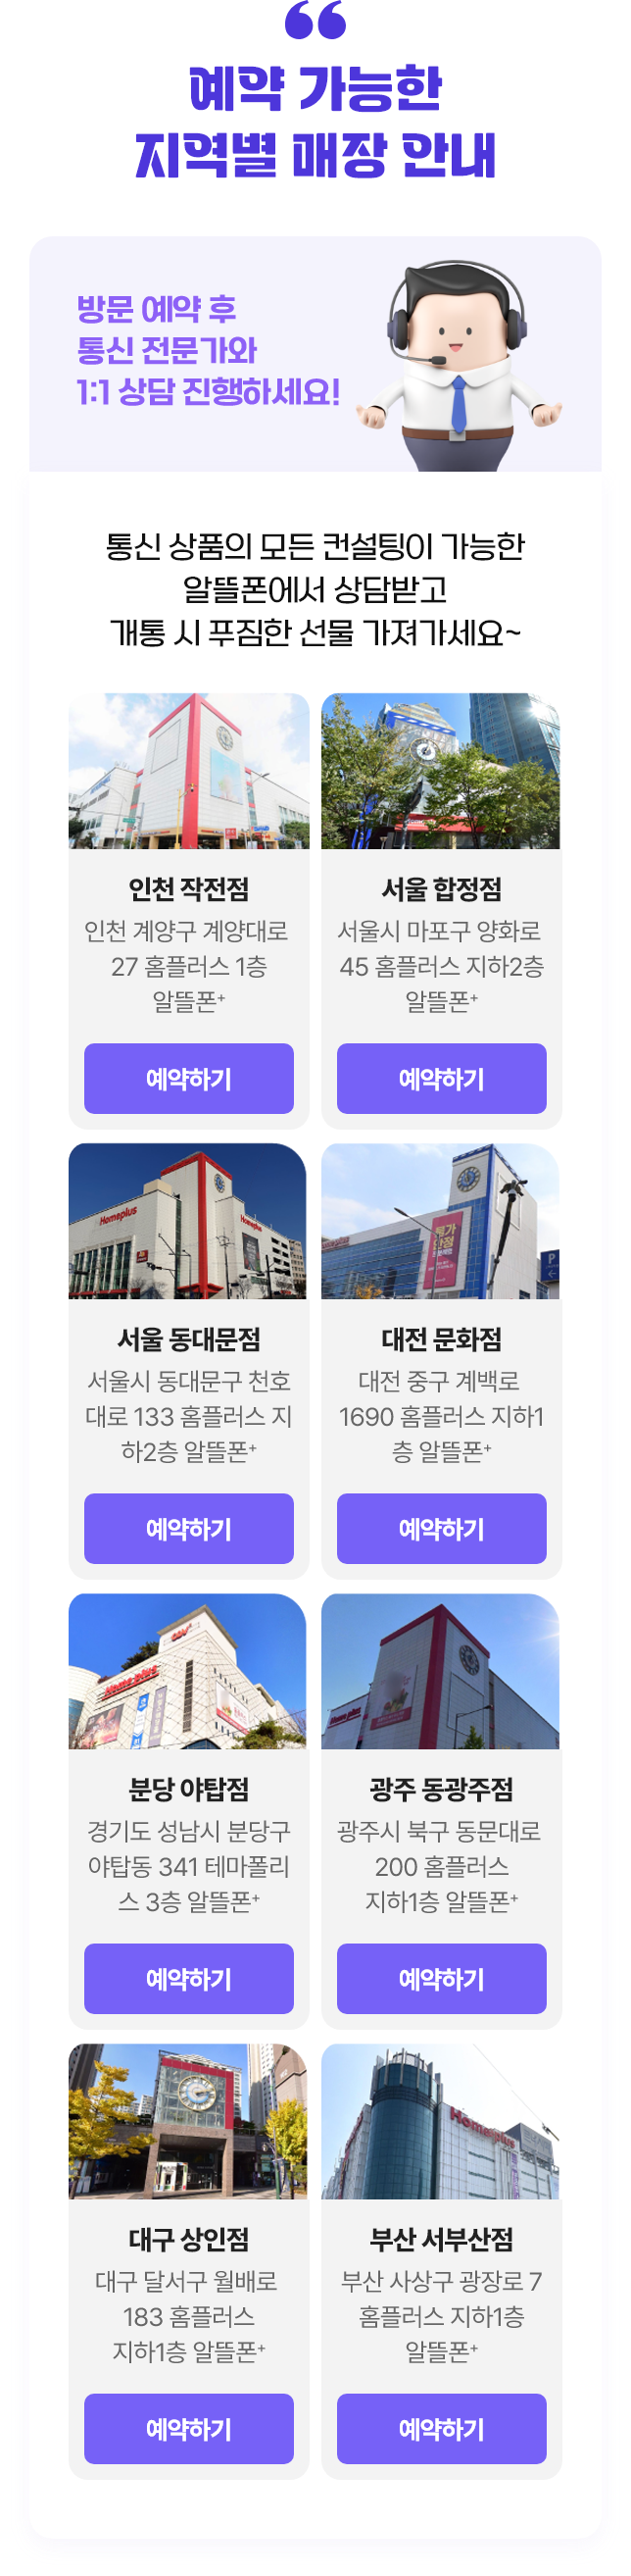 예약 가능한
지역별 매장 안내
방문 예약 후
통신 전문가와
1:1 상담 진행하세요!
통신 상품의 모든 컨설팅이 가능한
알뜰폰에서 상담받고
개통 시 푸짐한 선물 가져가세요~
인천 작전점
인천 계양구 계양대로
27 홈플러스 1층
알뜰폰+
예약하기
서울 합정점
서울시 마포구 양화로
45 홈플러스 지하2층
알뜰폰+
예약하기
Homeplus
Homeplus
서울 동대문점
서울시 동대문구 천호
대로 133 홈플러스 지
하2층 알뜰폰+
예약하기
P
대전 문화점
대전 중구 계백로
1690 홈플러스 지하1
층 알뜰폰+
예약하기
CGV
Home plus
분당 야탑점
경기도 성남시 분당구
야탑동 341 테마폴리
스 3층 알뜰폰+
예약하기
Home plus
광주 동광주점
광주시 북구 동문대로
200 홈플러스
지하1층 알뜰폰+
예약하기
대구 상인점
대구 달서구 월배로
183 홈플러스
지하1층 알뜰폰+
예약하기
Home plus
부산 서부산점
부산 사상구 광장로 7
홈플러스 지하1층
알뜰폰+
예약하기